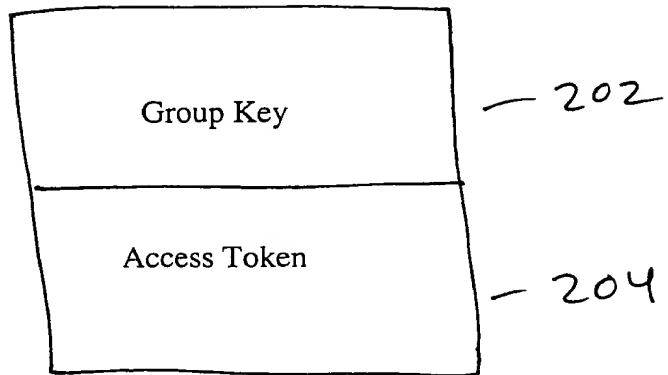 Group Key
— 202
Access Token
— 204